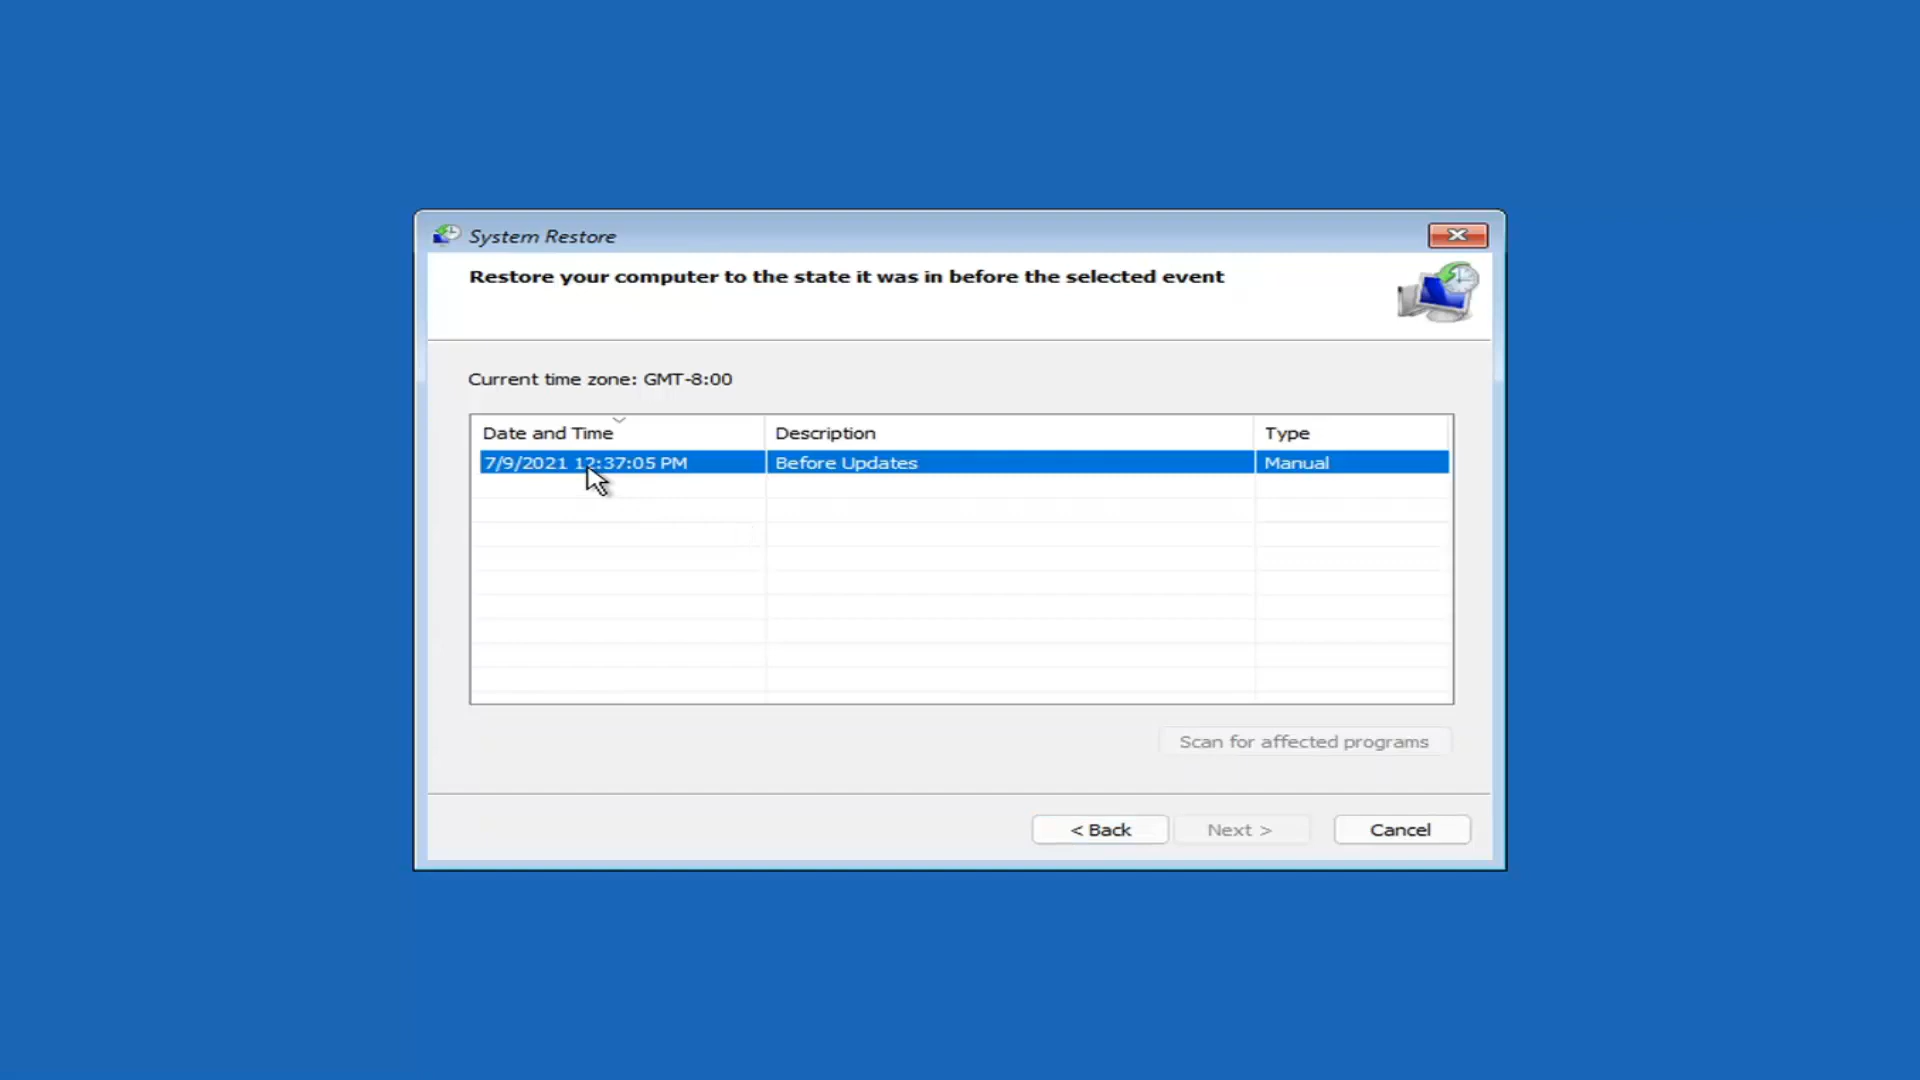 System Restore
Restore your computer to the state it was in before the selected event
Current time zone: GMT-8:00
Date and Time Description Type
7/9/2021 12:37:05 PM Before Updates Manual
Scan for affected programs
< Back Next > Cancel